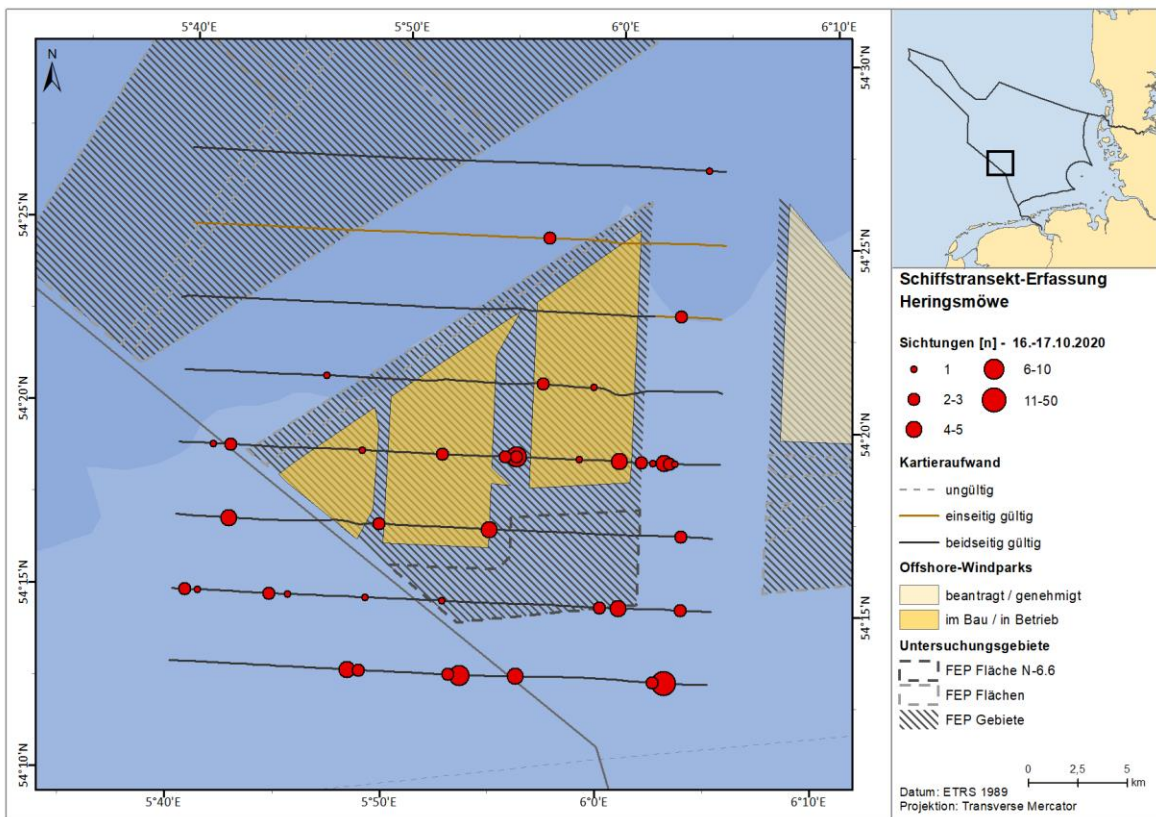 5°40'E 5°50'E 6°0'E 6°10'E
N
54°30'N
54°25'N
54°25'N
54°20'N
54°20'N
54°15'N
54°15'N
54°10'N
5°40'E 5°50'E 6°0'E 6°10'E
Schiffstransekt-Erfassung
Heringsmöwe
Sichtungen [n] - 16.-17.10.2020
1 6-10
2-3 11-50
4-5
Kartieraufwand
ungültig
einseitig gültig
beidseitig gültig
Offshore-Windparks
beantragt / genehmigt
im Bau / in Betrieb
Untersuchungsgebiete
FEP Fläche N-6.6
FEP Flächen
FEP Gebiete
0 2,5 5
km
Datum: ETRS 1989
Projektion: Transverse Mercator